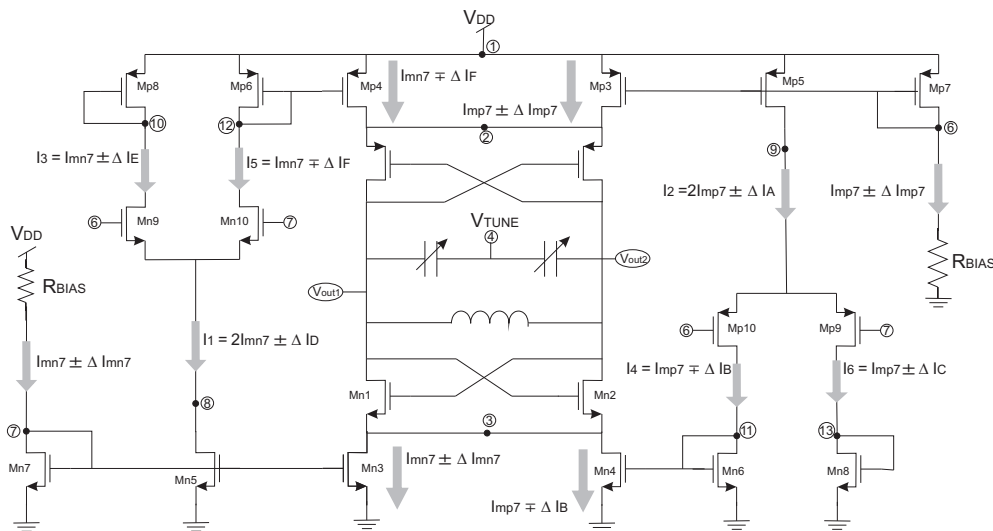 VDD
①
Mp8
Mp6
Mp4
Imn7 ∓ Δ IF
Imp7 ± Δ Imp7
Mp3
Mp5
Mp7
⑩
⑫
②
⑥
⑨
I3 = Imn7 ± Δ IE
I5 = Imn7 ∓ Δ IF
I2 =2Imp7 ± Δ IA
Imp7 ± Δ Imp7
⑥
Mn9
Mn10
⑦
VTUNE
④
VDD
RBIAS
Vout1
Vout2
RBIAS
⑥
Mp10
Mp9
⑦
I1 = 2Imn7 ± Δ ID
Imn7 ± Δ Imn7
I4 = Imp7 ∓ Δ IB
I6 = Imp7 ± Δ IC
Mn1
Mn2
⑧
③
⑦
⑪
⑬
Mn7
Mn5
Mn3
Imn7 ± Δ Imn7
Mn4
Mn6
Mn8
Imp7 ∓ Δ IB